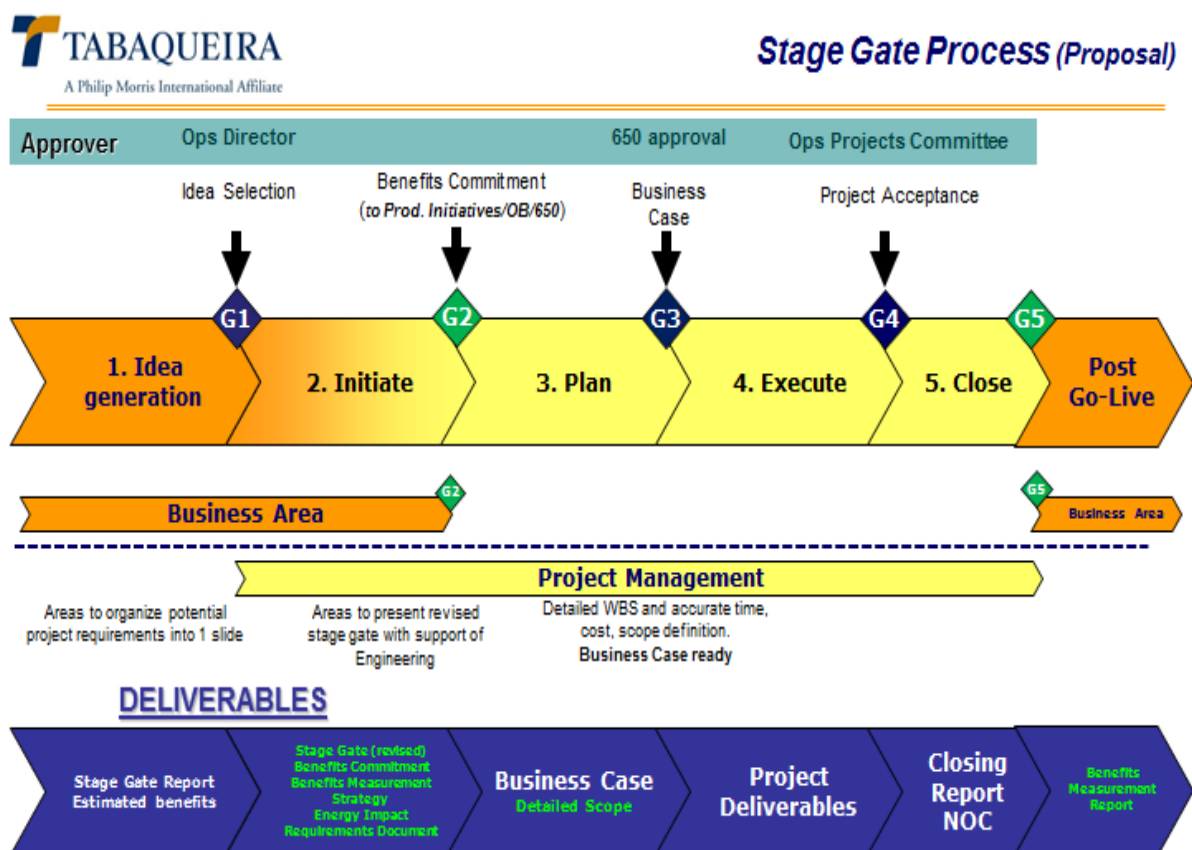 TABAQUEIRA
A Philip Morris International Affiliate
Stage Gate Process (Proposal)
Approver
Ops Director
650 approval
Ops Projects Committee
Idea Selection
Benefits Commitment
(to Prod. Initiatives/OB/650)
Business
Case
Project Acceptance
G1
G2
G3
G4
G5
1. Idea
generation
2. Initiate
3. Plan
4. Execute
5. Close
Post
Go-Live
G2
G5
Business Area
Business Area
Project Management
Areas to organize potential
project requirements into 1 slide
Areas to present revised
stage gate with support of
Engineering
Detailed WBS and accurate time,
cost, scope definition.
Business Case ready
DELIVERABLES
Stage Gate Report
Estimated benefits
Stage Gate (revised)
Benefits Commitment
Benefits Measurement
Strategy
Energy Impact
Requirements Document
Business Case
Detailed Scope
Project
Deliverables
Closing
Report
NOC
Benefits
Measurement
Report